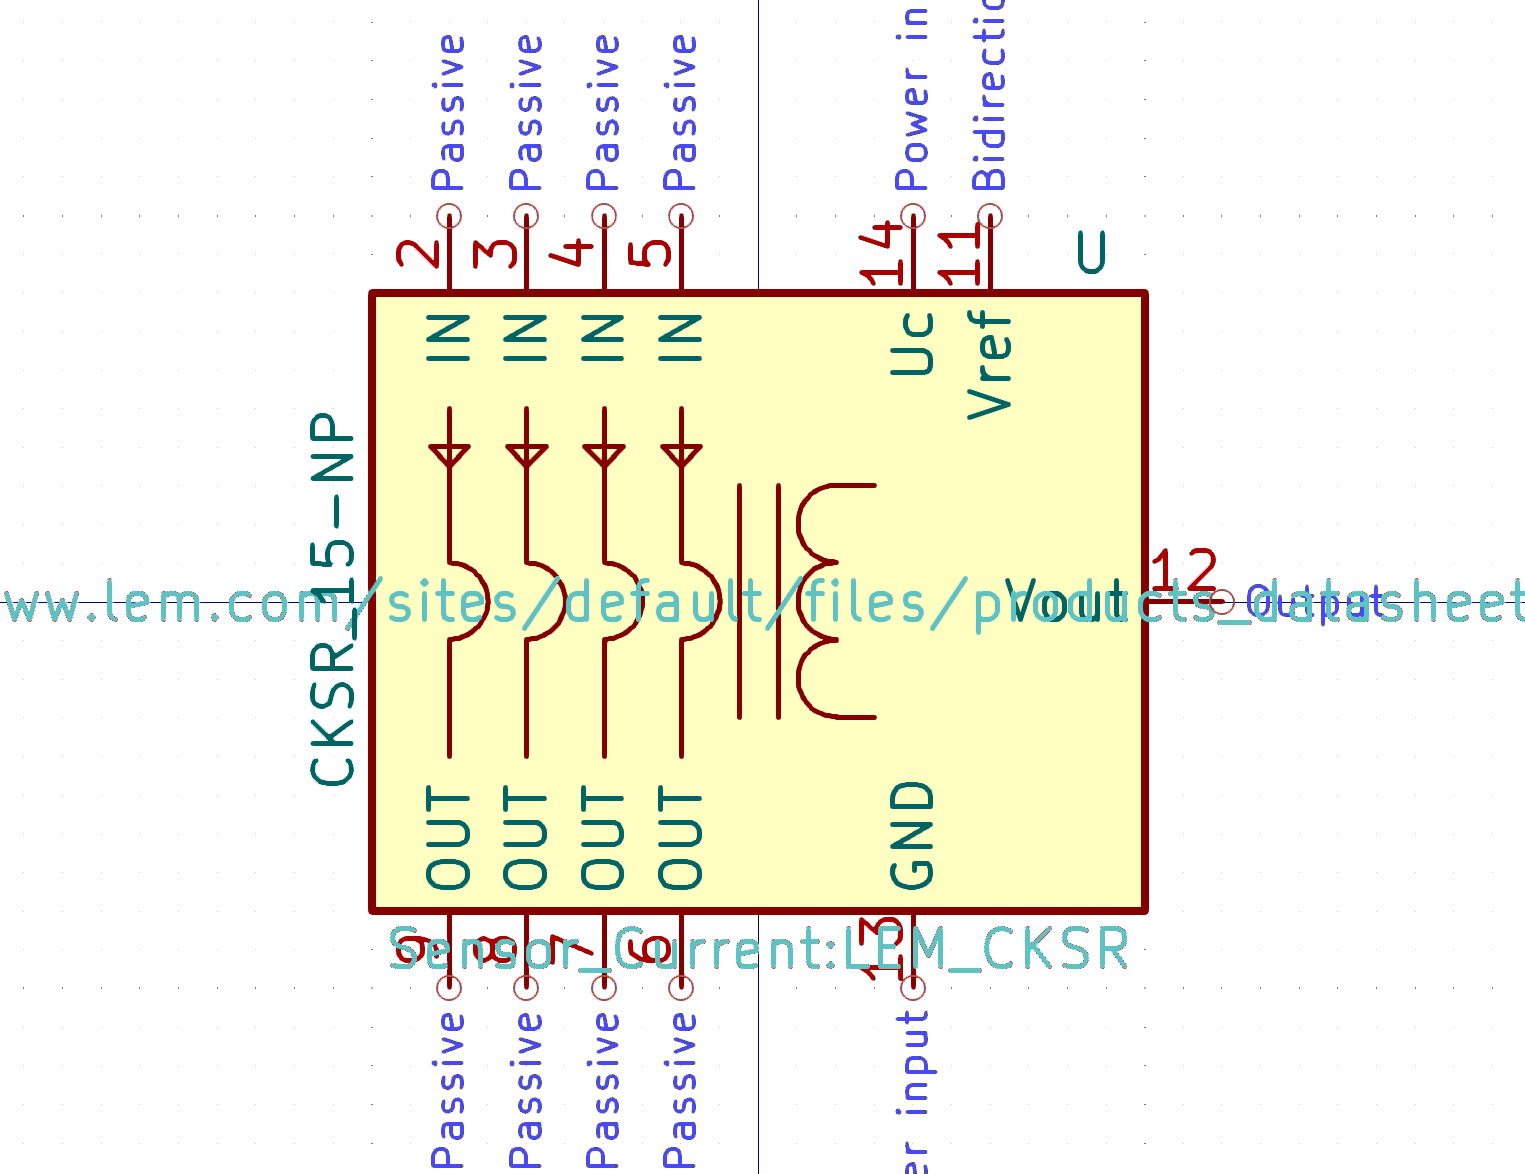 Passive
Passive
Passive
Passive
Power in
Bidirectio
2
3
4
5
14
11
U
IN
IN
IN
IN
Uc
Vref
CKSR_15-NP
ww.lem.com/sites/default/files/products_datasheet
Vout
12
Output
OUT
OUT
OUT
OUT
GND
9
8
7
6
13
Sensor_Current:LEM_CKSR
Passive
Passive
Passive
Passive
er input